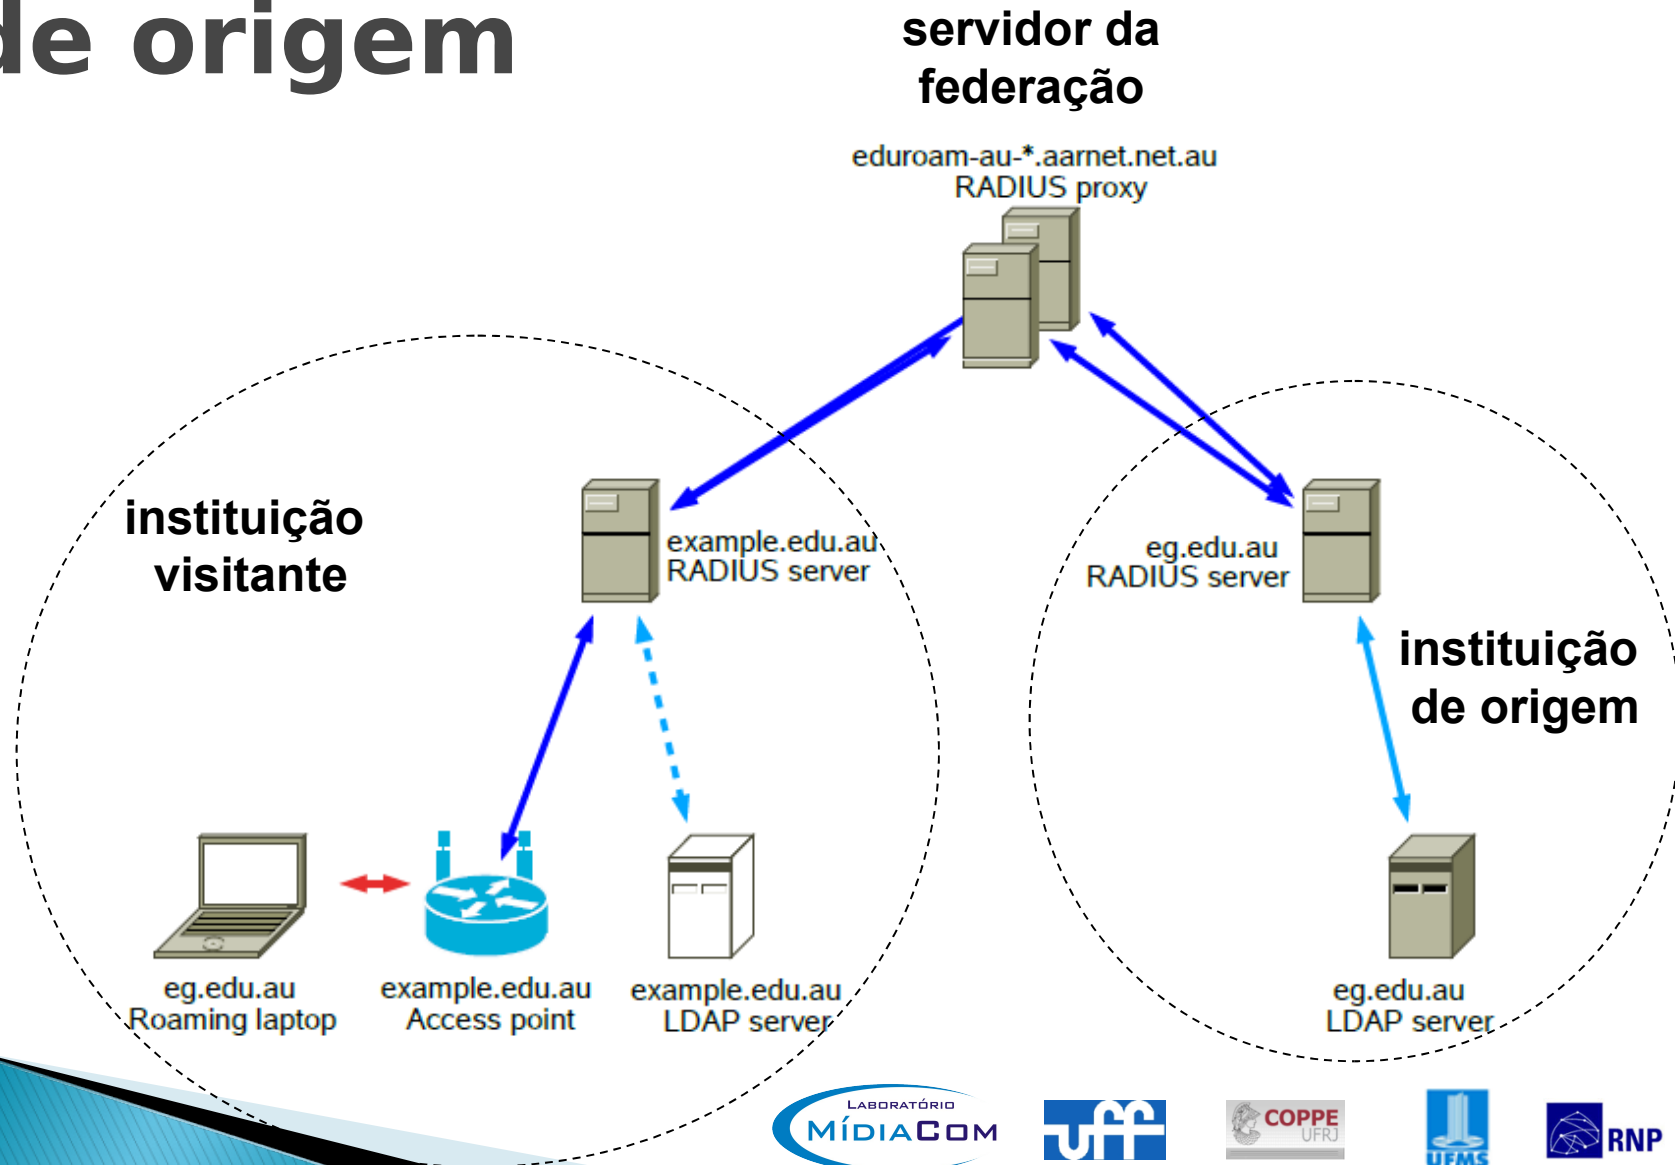 de origem
servidor da
federação
eduroam-au-*.aarnet.net.au
RADIUS proxy
instituição
visitante
example.edu.au
RADIUS server
eg.edu.au
RADIUS server
instituição
de origem
eg.edu.au
Roaming laptop
example.edu.au
Access point
example.edu.au
LDAP server
eg.edu.au
LDAP server
LABORATÓRIO
MÍDIACOM
uff
COPPE
UFRJ
UFMS
RNP